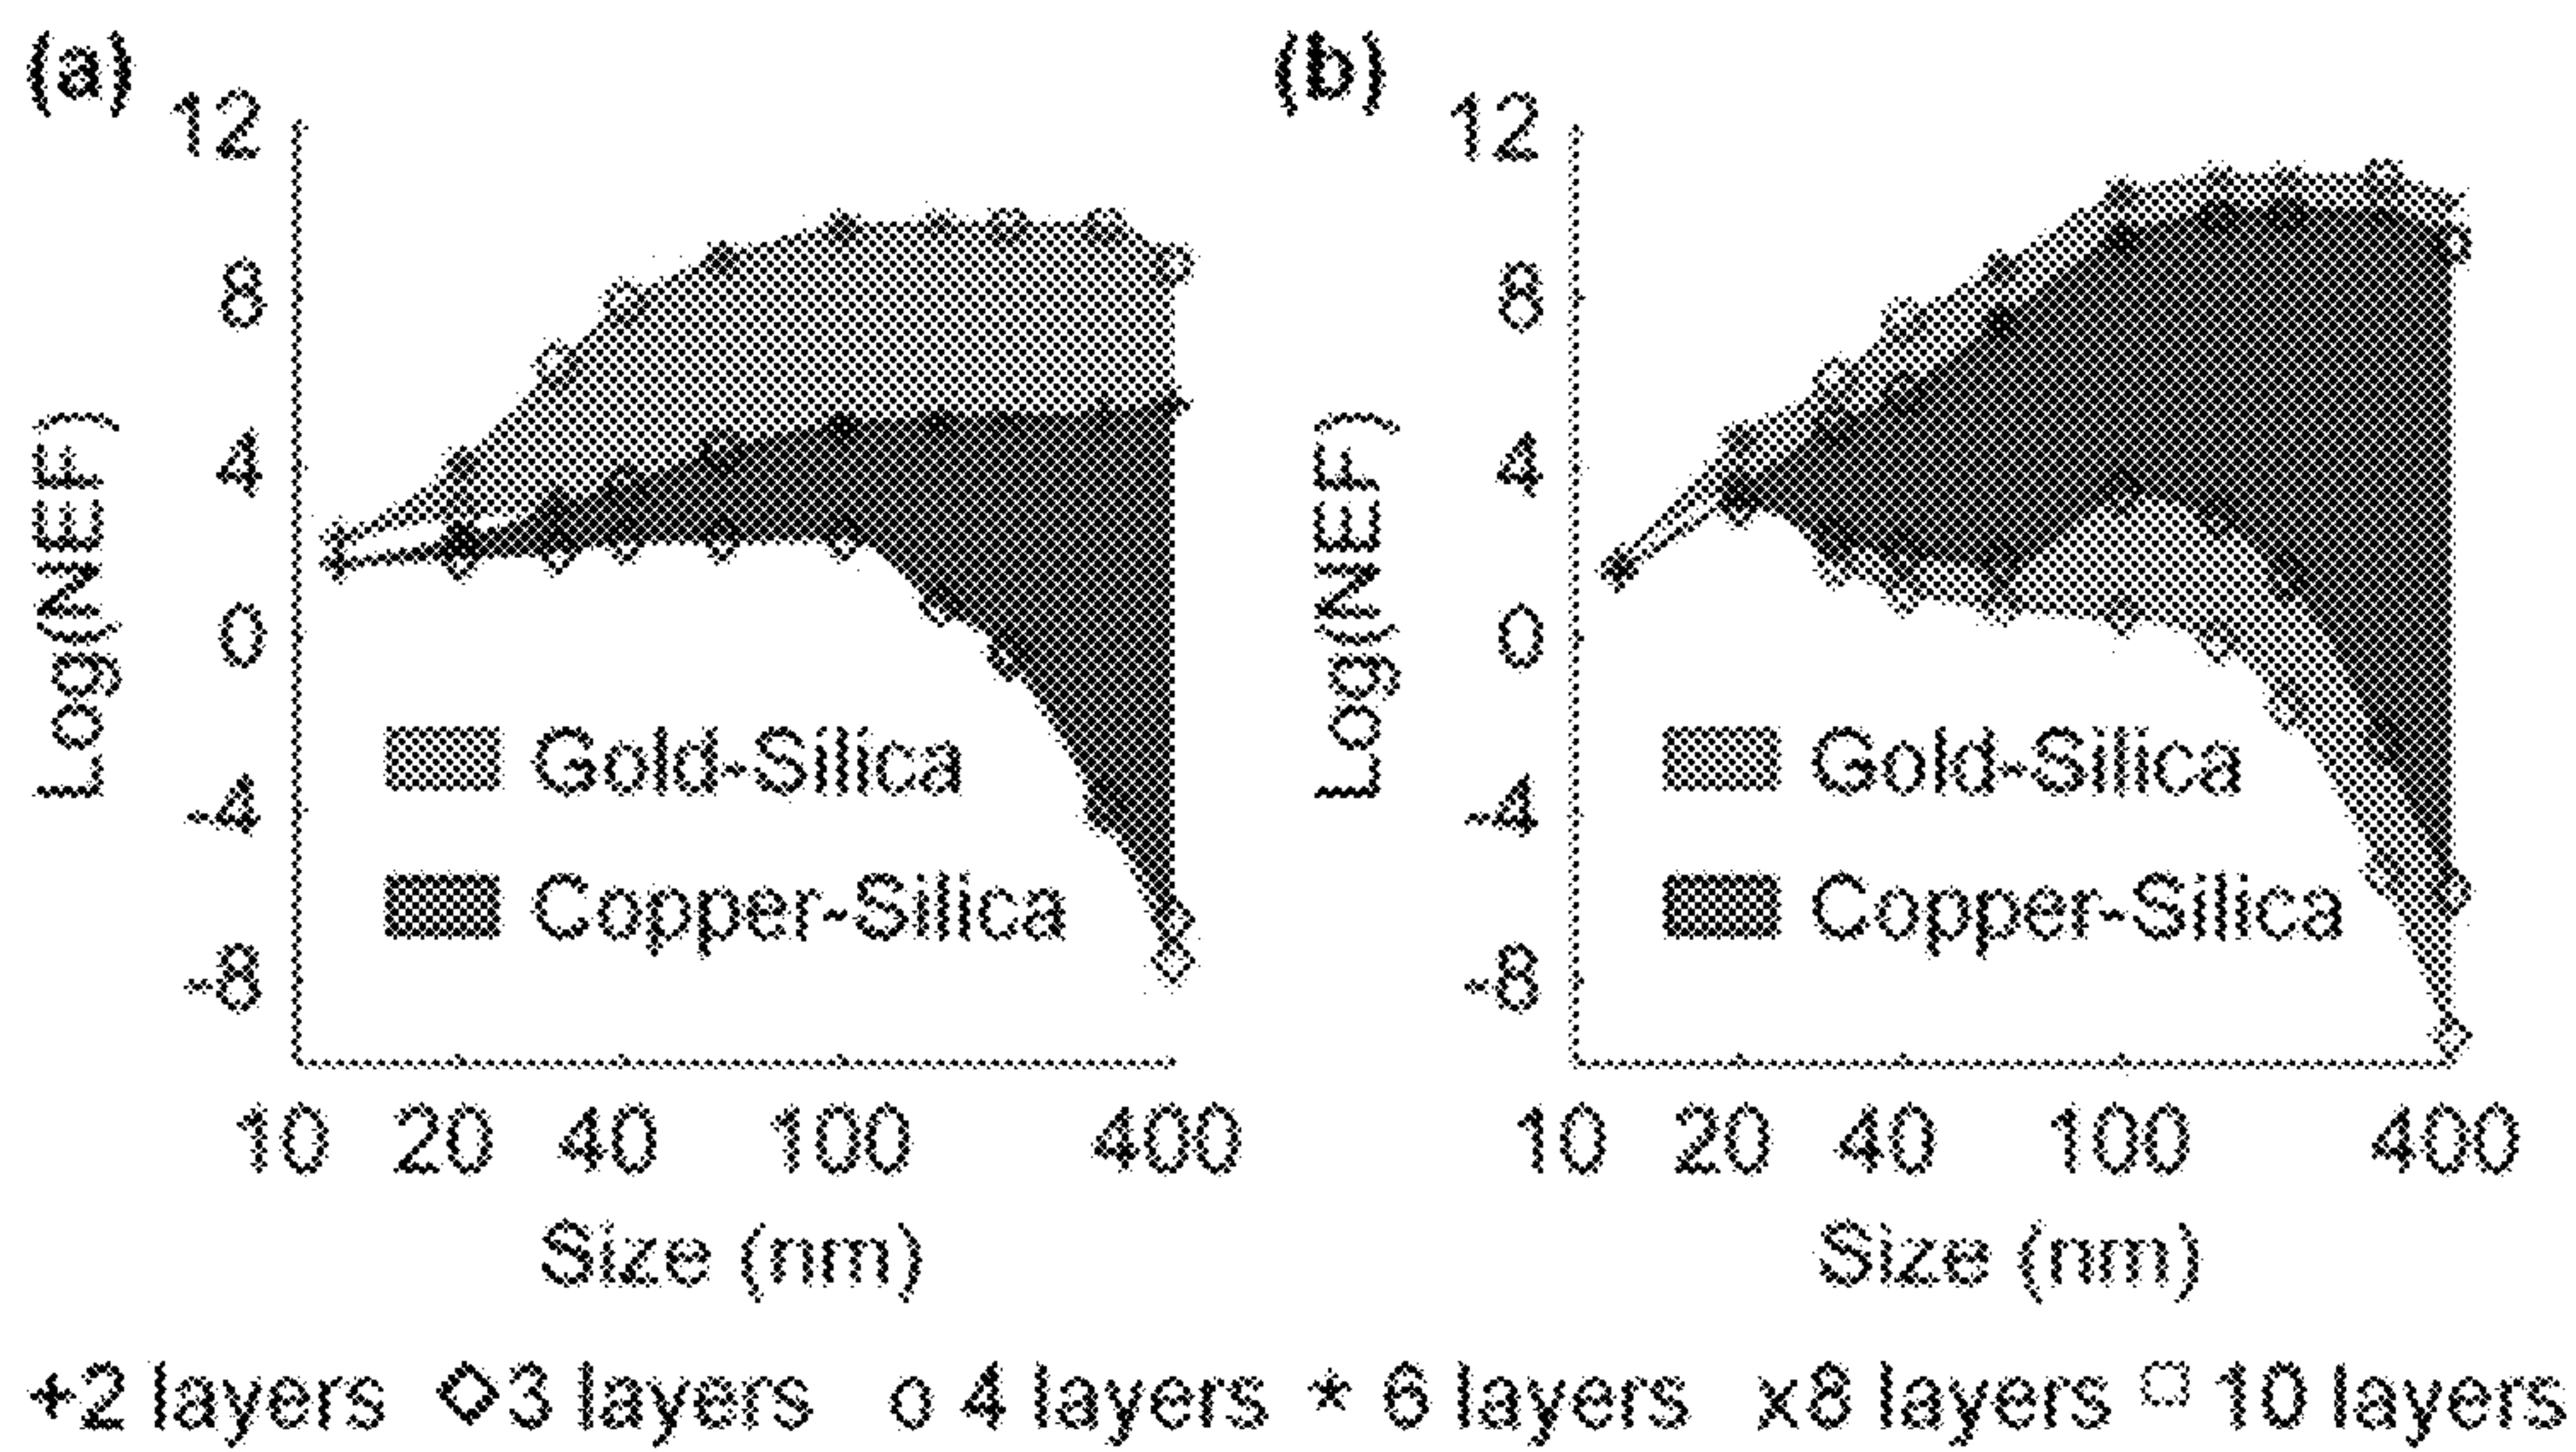 (a)
12
8
4
0
-4
-8
Log(NEF)
Gold-Silica
Copper-Silica
10 20 40 100 400
Size (nm)
(b)
12
8
4
0
-4
-8
Log(NEF)
Gold-Silica
Copper-Silica
10 20 40 100 400
Size (nm)
+2 layers ◇3 layers o 4 layers * 6 layers x8 layers □ 10 layers